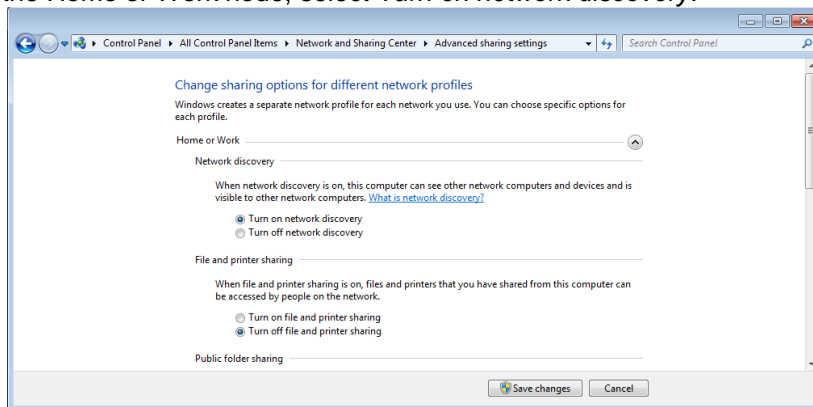 the Home or Work node, select Turn on network discovery.
Control Panel ▸ All Control Panel Items ▸ Network and Sharing Center ▸ Advanced sharing settings
Search Control Panel
Change sharing options for different network profiles
Windows creates a separate network profile for each network you use. You can choose specific options for
each profile.
Home or Work
Network discovery
When network discovery is on, this computer can see other network computers and devices and is
visible to other network computers. What is network discovery?
Turn on network discovery
Turn off network discovery
File and printer sharing
When file and printer sharing is on, files and printers that you have shared from this computer can
be accessed by people on the network.
Turn on file and printer sharing
Turn off file and printer sharing
Public folder sharing
Save changes
Cancel